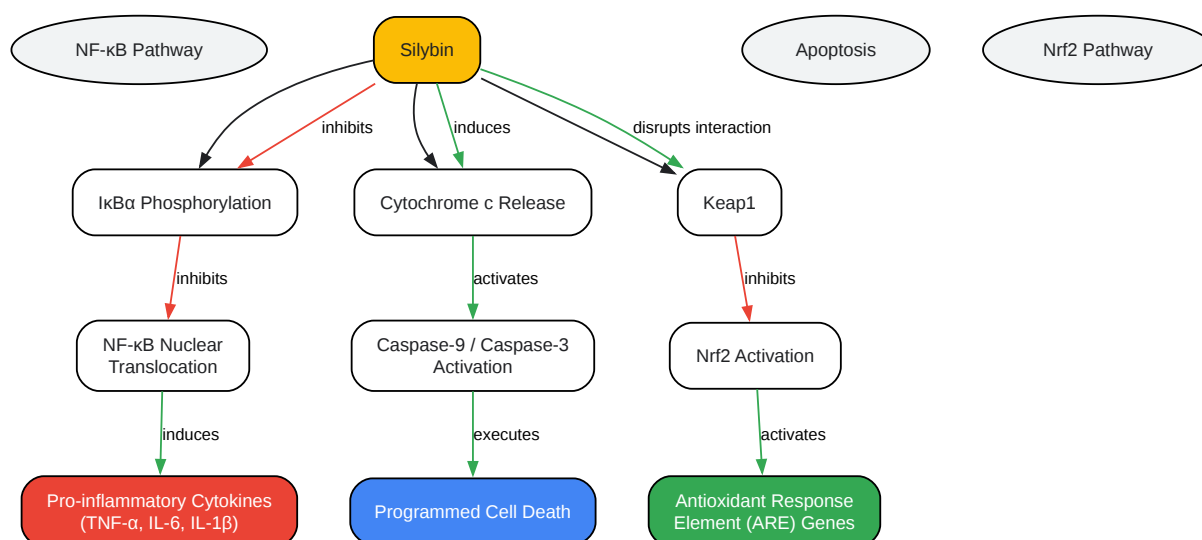 NF-κB Pathway
Silybin
Apoptosis
Nrf2 Pathway
inhibits
induces
disrupts interaction
IκBα Phosphorylation
Cytochrome c Release
Keap1
inhibits
activates
inhibits
NF-κB Nuclear
Translocation
Caspase-9 / Caspase-3
Activation
Nrf2 Activation
induces
executes
activates
Pro-inflammatory Cytokines
(TNF-α, IL-6, IL-1β)
Programmed Cell Death
Antioxidant Response
Element (ARE) Genes